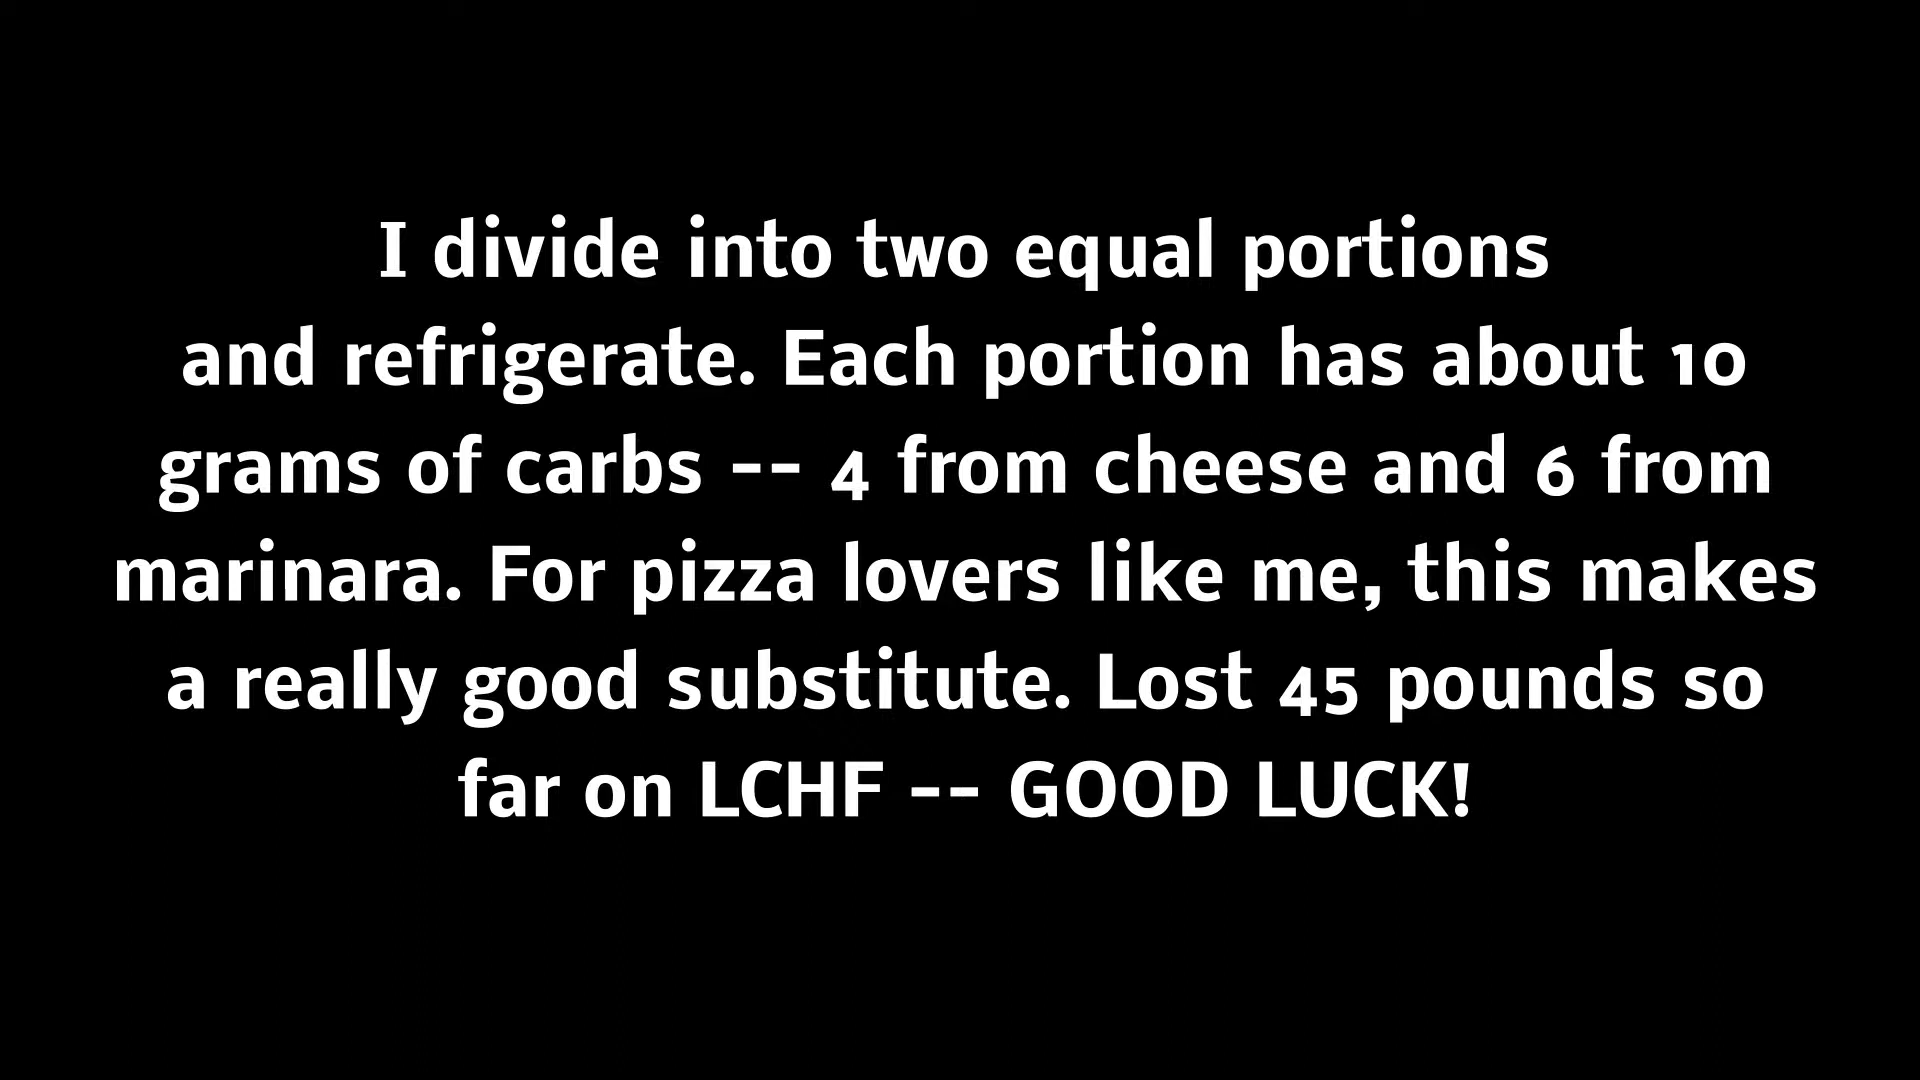 I divide into two equal portions
and refrigerate. Each portion has about 10
grams of carbs -- 4 from cheese and 6 from
marinara. For pizza lovers like me, this makes
a really good substitute. Lost 45 pounds so
far on LCHF -- GOOD LUCK!